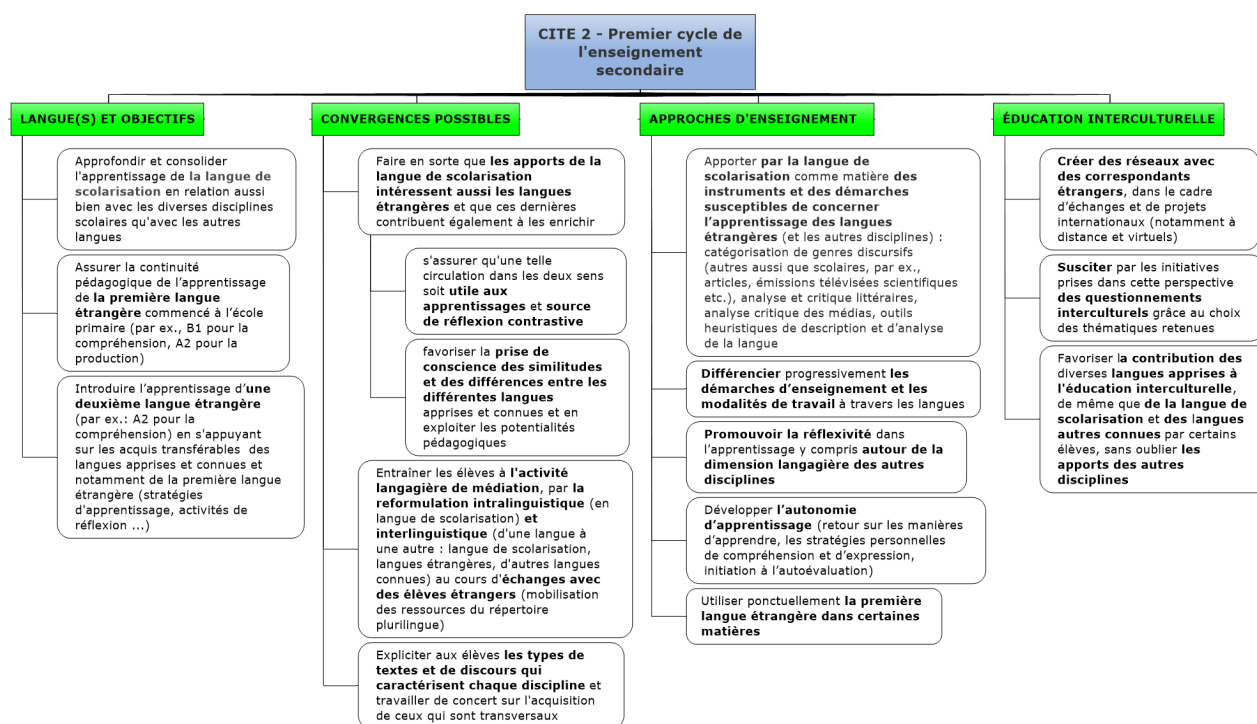 CITE 2 - Premier cycle de
l'enseignement
secondaire
LANGUE(S) ET OBJECTIFS
Approfondir et consolider
l'apprentissage de la langue de
scolarisation en relation aussi
bien avec les diverses disciplines
scolaires qu'avec les autres
langues
Assurer la continuité
pédagogique de l’apprentissage
de la première langue
étrangère commencé à l’école
primaire (par ex., B1 pour la
compréhension, A2 pour la
production)
Introduire l’apprentissage d’une
deuxième langue étrangère
(par ex.: A2 pour la
compréhension) en s'appuyant
sur les acquis transférables des
langues apprises et connues et
notamment de la première langue
étrangère (stratégies
d'apprentissage, activités de
réflexion ...)
CONVERGENCES POSSIBLES
Faire en sorte que les apports de la
langue de scolarisation
intéressent aussi les langues
étrangères et que ces dernières
contribuent également à les enrichir
s'assurer qu'une telle
circulation dans les deux sens
soit utile aux
apprentissages et source
de réflexion contrastive
favoriser la prise de
conscience des similitudes
et des différences entre les
différentes langues
apprises et connues et en
exploiter les potentialités
pédagogiques
Entraîner les élèves à l'activité
langagière de médiation, par la
reformulation intralinguistique (en
langue de scolarisation) et
interlinguistique (d'une langue à
une autre : langue de scolarisation,
langues étrangères, d'autres langues
connues) au cours d'échanges avec
des élèves étrangers (mobilisation
des ressources du répertoire
plurilingue)
Expliciter aux élèves les types de
textes et de discours qui
caractérisent chaque discipline et
travailler de concert sur l'acquisition
de ceux qui sont transversaux
APPROCHES D'ENSEIGNEMENT
Apporter par la langue de
scolarisation comme matière des
instruments et des démarches
susceptibles de concerner
l’apprentissage des langues
étrangères (et les autres disciplines) :
catégorisation de genres discursifs
(autres aussi que scolaires, par ex.,
articles, émissions télévisées scientifiques
etc.), analyse et critique littéraires,
analyse critique des médias, outils
heuristiques de description et d’analyse
de la langue
Différencier progressivement les
démarches d’enseignement et les
modalités de travail à travers les langues
Promouvoir la réflexivité dans
l’apprentissage y compris autour de la
dimension langagière des autres
disciplines
Développer l’autonomie
d’apprentissage (retour sur les manières
d’apprendre, les stratégies personnelles
de compréhension et d’expression,
initiation à l’autoévaluation)
Utiliser ponctuellement la première
langue étrangère dans certaines
matières
ÉDUCATION INTERCULTURELLE
Créer des réseaux avec
des correspondants
étrangers, dans le cadre
d’échanges et de projets
internationaux (notamment à
distance et virtuels)
Susciter par les initiatives
prises dans cette perspective
des questionnements
interculturels grâce au choix
des thématiques retenues
Favoriser la contribution des
diverses langues apprises à
l'éducation interculturelle,
de même que de la langue de
scolarisation et des langues
autres connues par certains
élèves, sans oublier les
apports des autres
disciplines